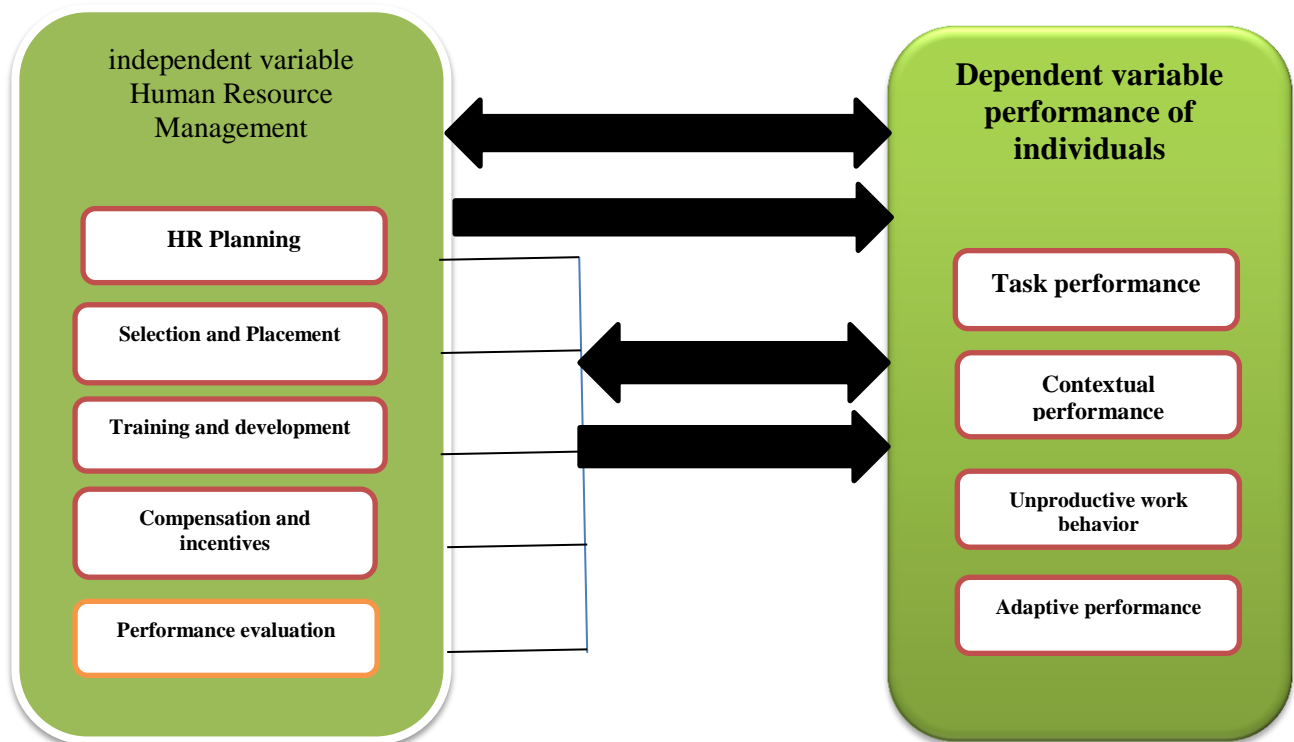 independent variable
Human Resource
Management
HR Planning
Selection and Placement
Training and development
Compensation and
incentives
Performance evaluation
Dependent variable
performance of
individuals
Task performance
Contextual
performance
Unproductive work
behavior
Adaptive performance